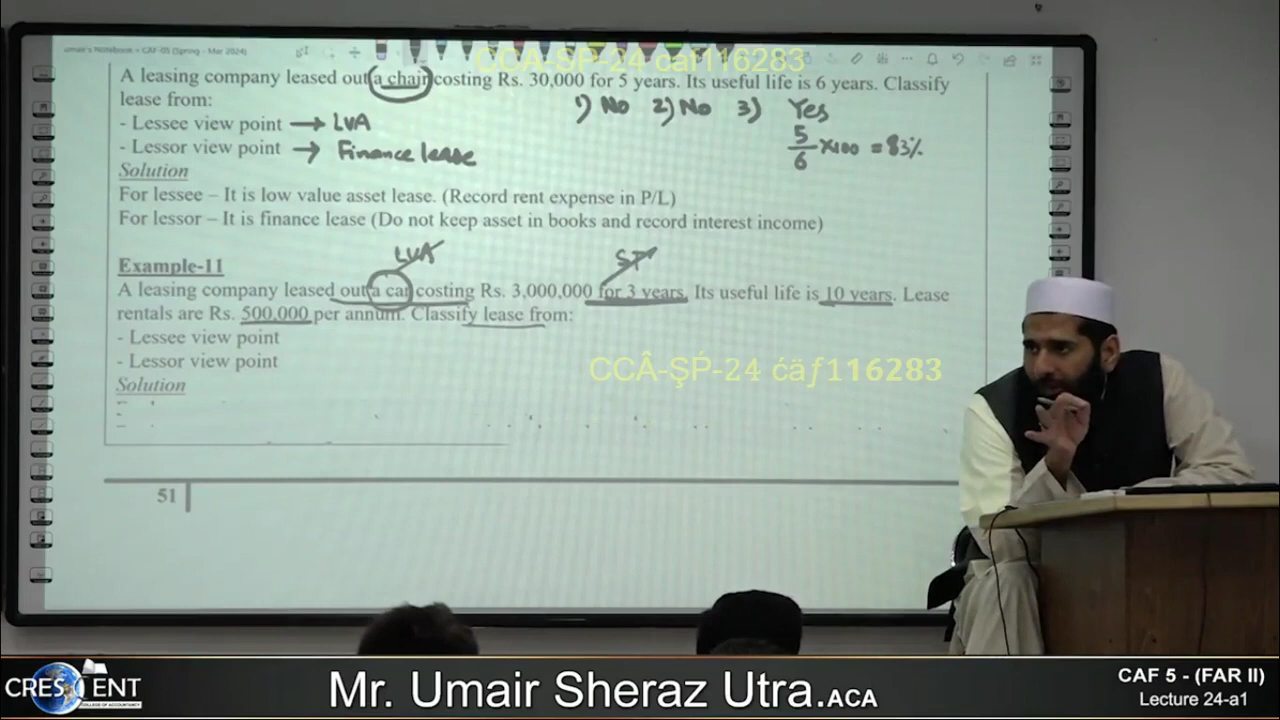 umair's Notebook - CAF-05 (Spring - Mar 2024)
CCA-SP-24 caf116283
A leasing company leased out a chair costing Rs. 30,000 for 5 years. Its useful life is 6 years. Classify
lease from:
1) No 2) No 3) Yes
- Lessee view point → LVA
5/6 ×100 = 83%
- Lessor view point → Finance lease
Solution
For lessee – It is low value asset lease. (Record rent expense in P/L)
For lessor – It is finance lease (Do not keep asset in books and record interest income)
LVA ST
Example-11
A leasing company leased out a car costing Rs. 3,000,000 for 3 years. Its useful life is 10 years. Lease
rentals are Rs. 500,000 per annum. Classify lease from:
- Lessee view point
- Lessor view point
CCÂ-ŞṔ-24 ćäƒ116283
Solution
51
CRESCENT
COLLEGE OF ACCOUNTANCY
Mr. Umair Sheraz Utra.ACA
CAF 5 - (FAR II)
Lecture 24-a1